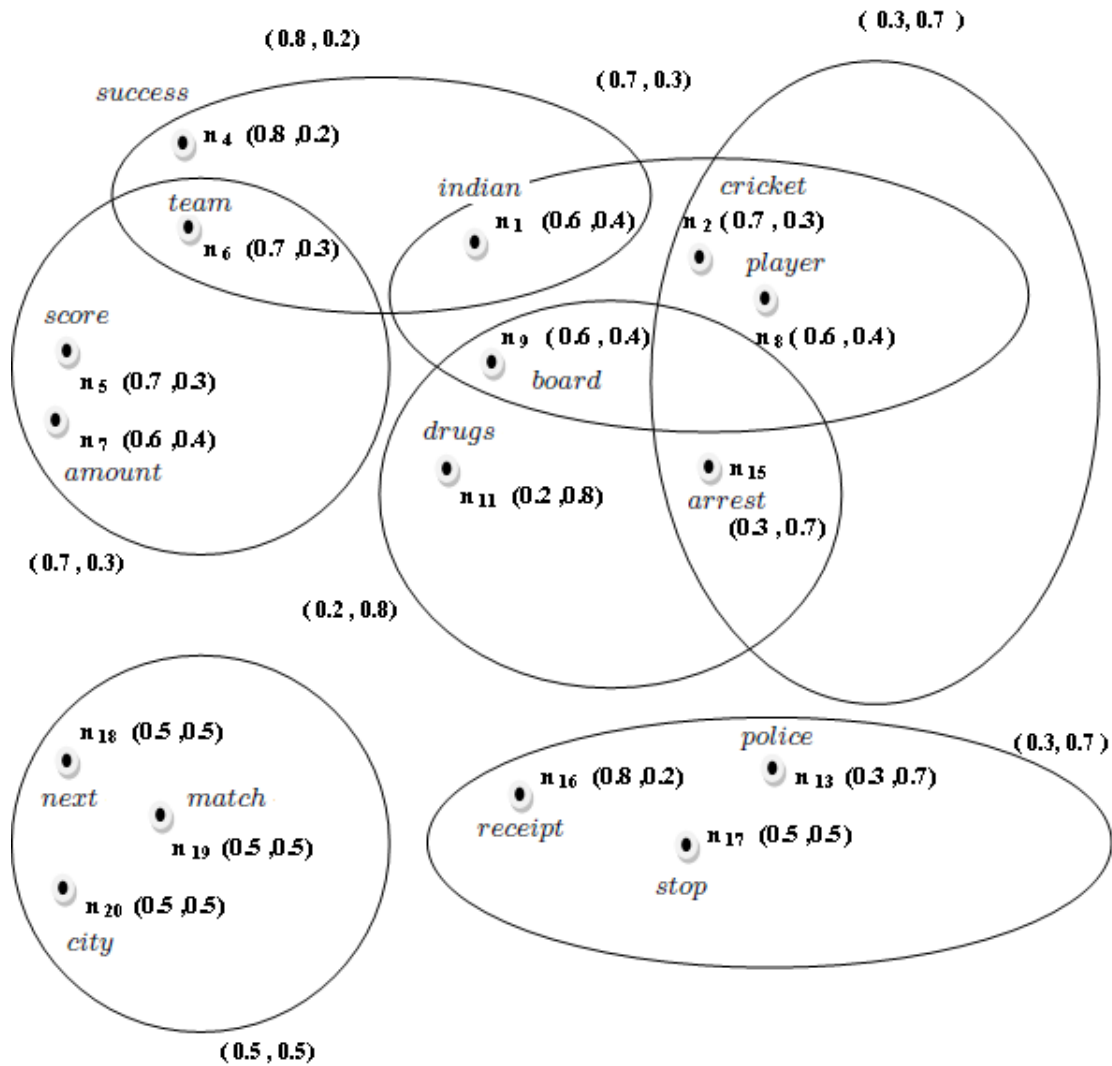 ( 0.3, 0.7 )
( 0.8 , 0.2)
( 0.7 , 0.3)
success
n 4 (0.8 ,0.2)
indian
cricket
team
n 1 (0.6 ,0.4)
n 2 ( 0.7 , 0.3)
n 6 (0.7 ,0.3)
player
score
n 9 ( 0.6 , 0.4)
n 8 ( 0.6 , 0.4)
n 5 (0.7 ,0.3)
board
drugs
n 7 (0.6 ,0.4)
amount
n 15
n 11 (0.2 ,0.8)
arrest
(0.3 , 0.7)
( 0.7 , 0.3)
( 0.2 , 0.8)
n 18 (0.5 ,0.5)
police
( 0.3, 0.7 )
n 16 (0.8 ,0.2)
n 13 (0.3 ,0.7)
next
match
receipt
n 19 (0.5 ,0.5)
n 17 (0.5 ,0.5)
stop
n 20 (0.5 ,0.5)
city
( 0.5 , 0.5)